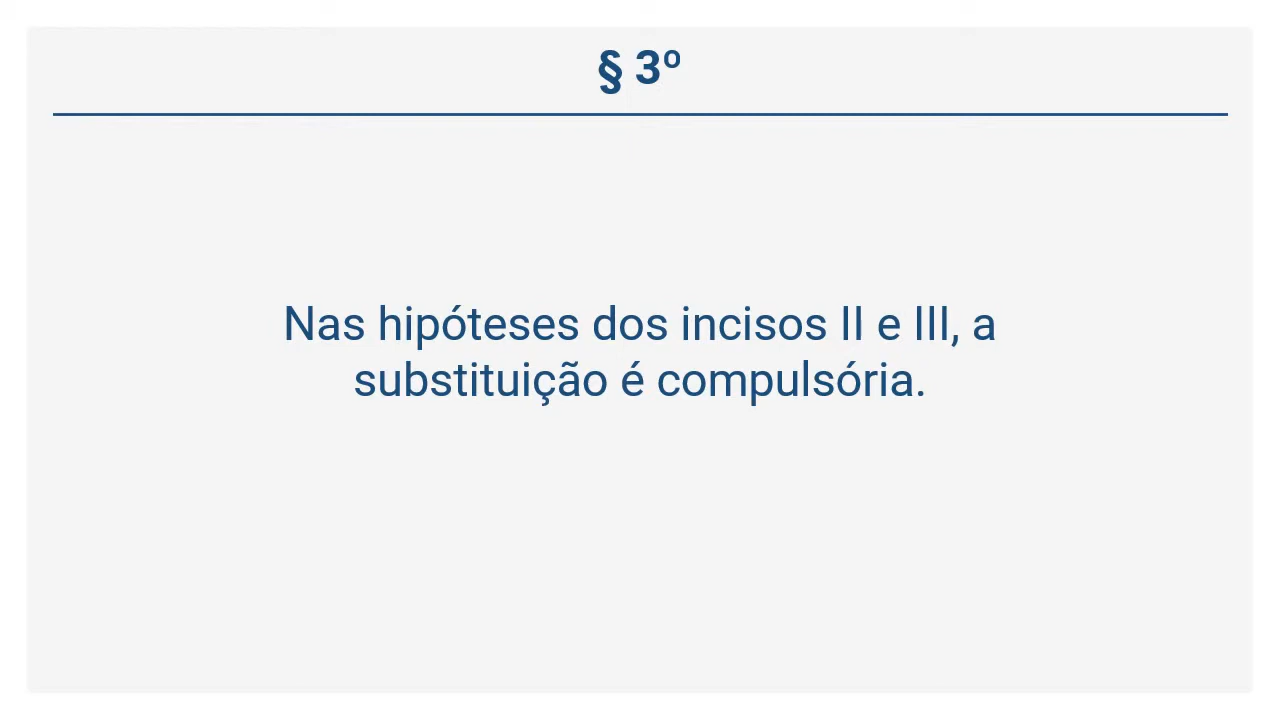 § 3º
Nas hipóteses dos incisos II e III, a
substituição é compulsória.